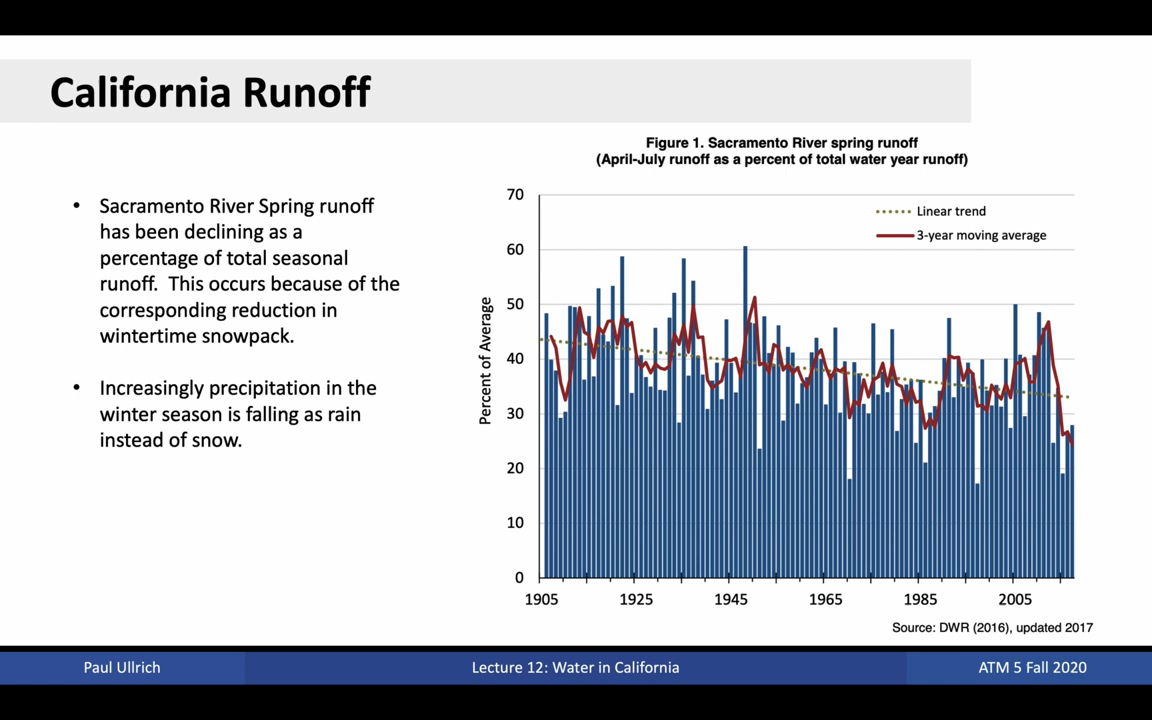 California Runoff
Figure 1. Sacramento River spring runoff
(April-July runoff as a percent of total water year runoff)
• Sacramento River Spring runoff
has been declining as a
percentage of total seasonal
runoff. This occurs because of the
corresponding reduction in
wintertime snowpack.
• Increasingly precipitation in the
winter season is falling as rain
instead of snow.
Percent of Average
70
60
50
40
30
20
10
0
Linear trend
3-year moving average
1905 1925 1945 1965 1985 2005
Source: DWR (2016), updated 2017
Paul Ullrich
Lecture 12: Water in California
ATM 5 Fall 2020